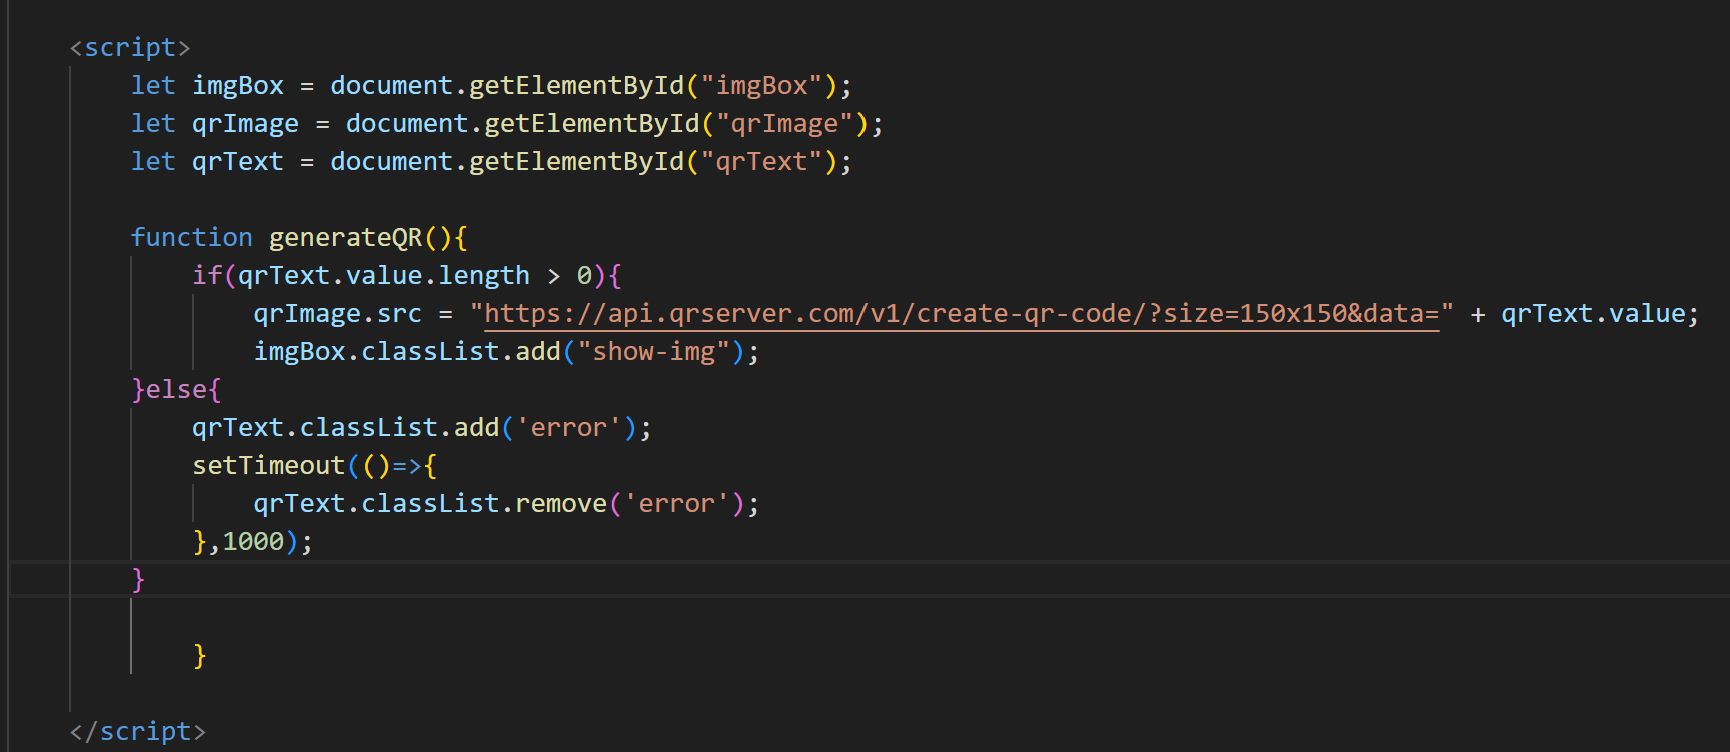 <script>
let imgBox = document.getElementById("imgBox");
let qrImage = document.getElementById("qrImage");
let qrText = document.getElementById("qrText");
function generateQR(){
if(qrText.value.length > 0){
qrImage.src = "https://api.qrserver.com/v1/create-qr-code/?size=150x150&data=" + qrText.value;
imgBox.classList.add("show-img");
}else{
qrText.classList.add('error');
setTimeout(()=>{
qrText.classList.remove('error');
},1000);
}
}
</script>